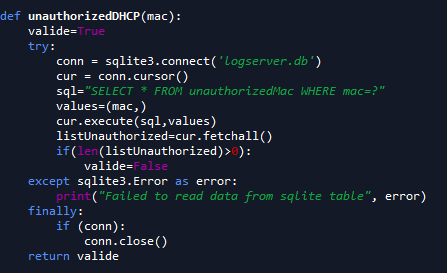 def unauthorizedDHCP(mac):
    valide=True
    try:
        conn = sqlite3.connect('logserver.db')
        cur = conn.cursor()
        sql="SELECT * FROM unauthorizedMac WHERE mac=?"
        values=(mac,)
        cur.execute(sql,values)
        listUnauthorized=cur.fetchall()
        if(len(listUnauthorized)>0):
            valide=False
    except sqlite3.Error as error:
        print("Failed to read data from sqlite table", error)
    finally:
        if (conn):
            conn.close()
    return valide